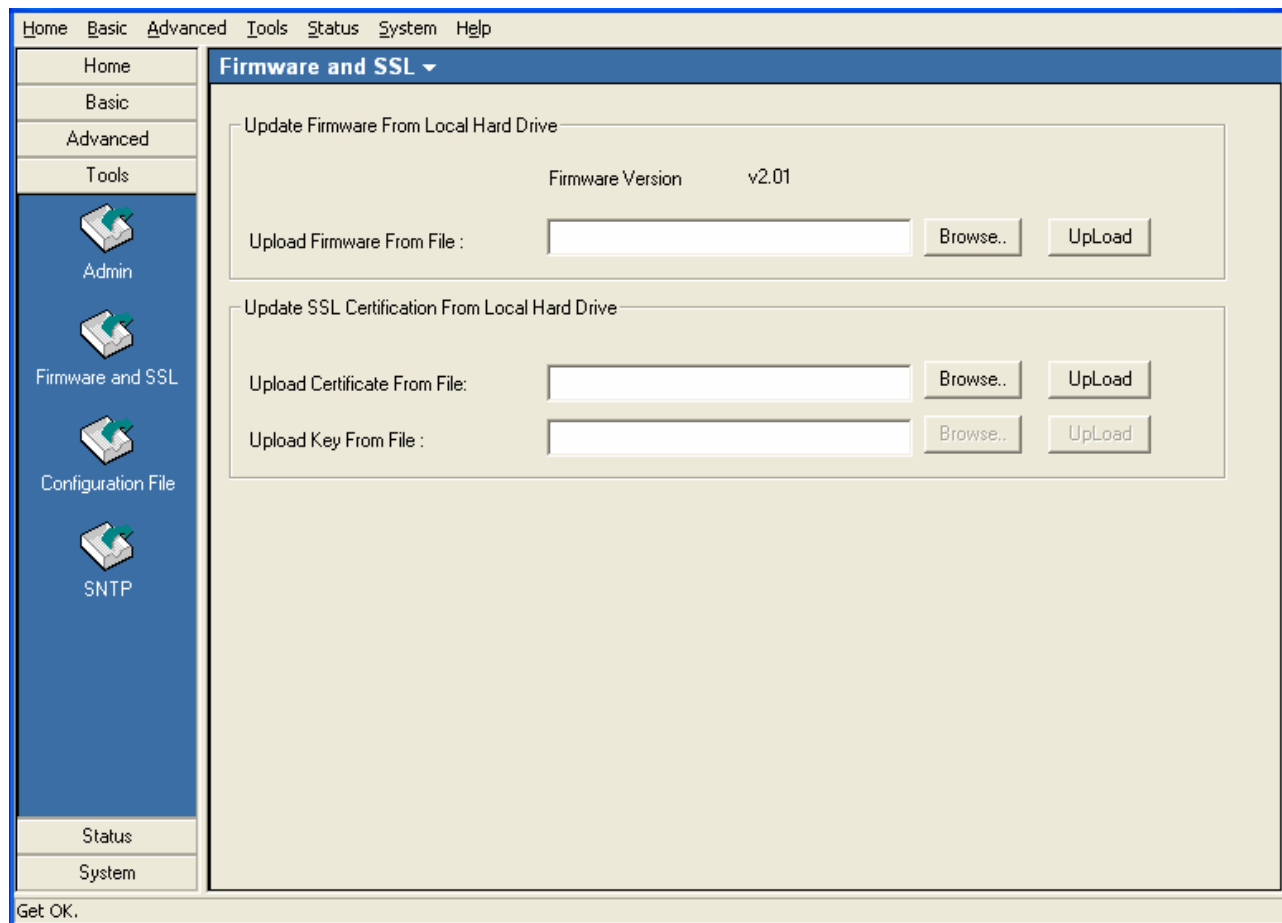 Home Basic Advanced Tools Status System Help
Home
Basic
Advanced
Tools
Admin
Firmware and SSL
Configuration File
SNTP
Status
System
Firmware and SSL
Update Firmware From Local Hard Drive
Firmware Version v2.01
Upload Firmware From File : Browse.. UpLoad
Update SSL Certification From Local Hard Drive
Upload Certificate From File: Browse.. UpLoad
Upload Key From File : Browse.. UpLoad
Get OK.